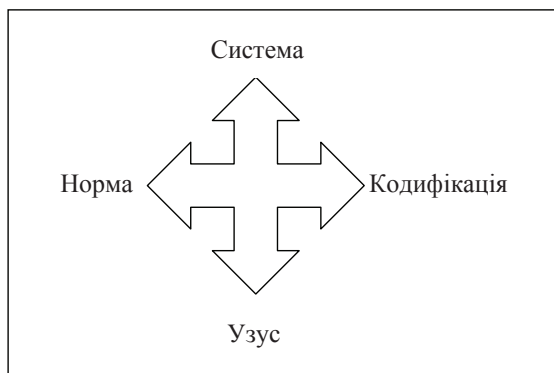 Система
Норма
Кодифікація
Узус